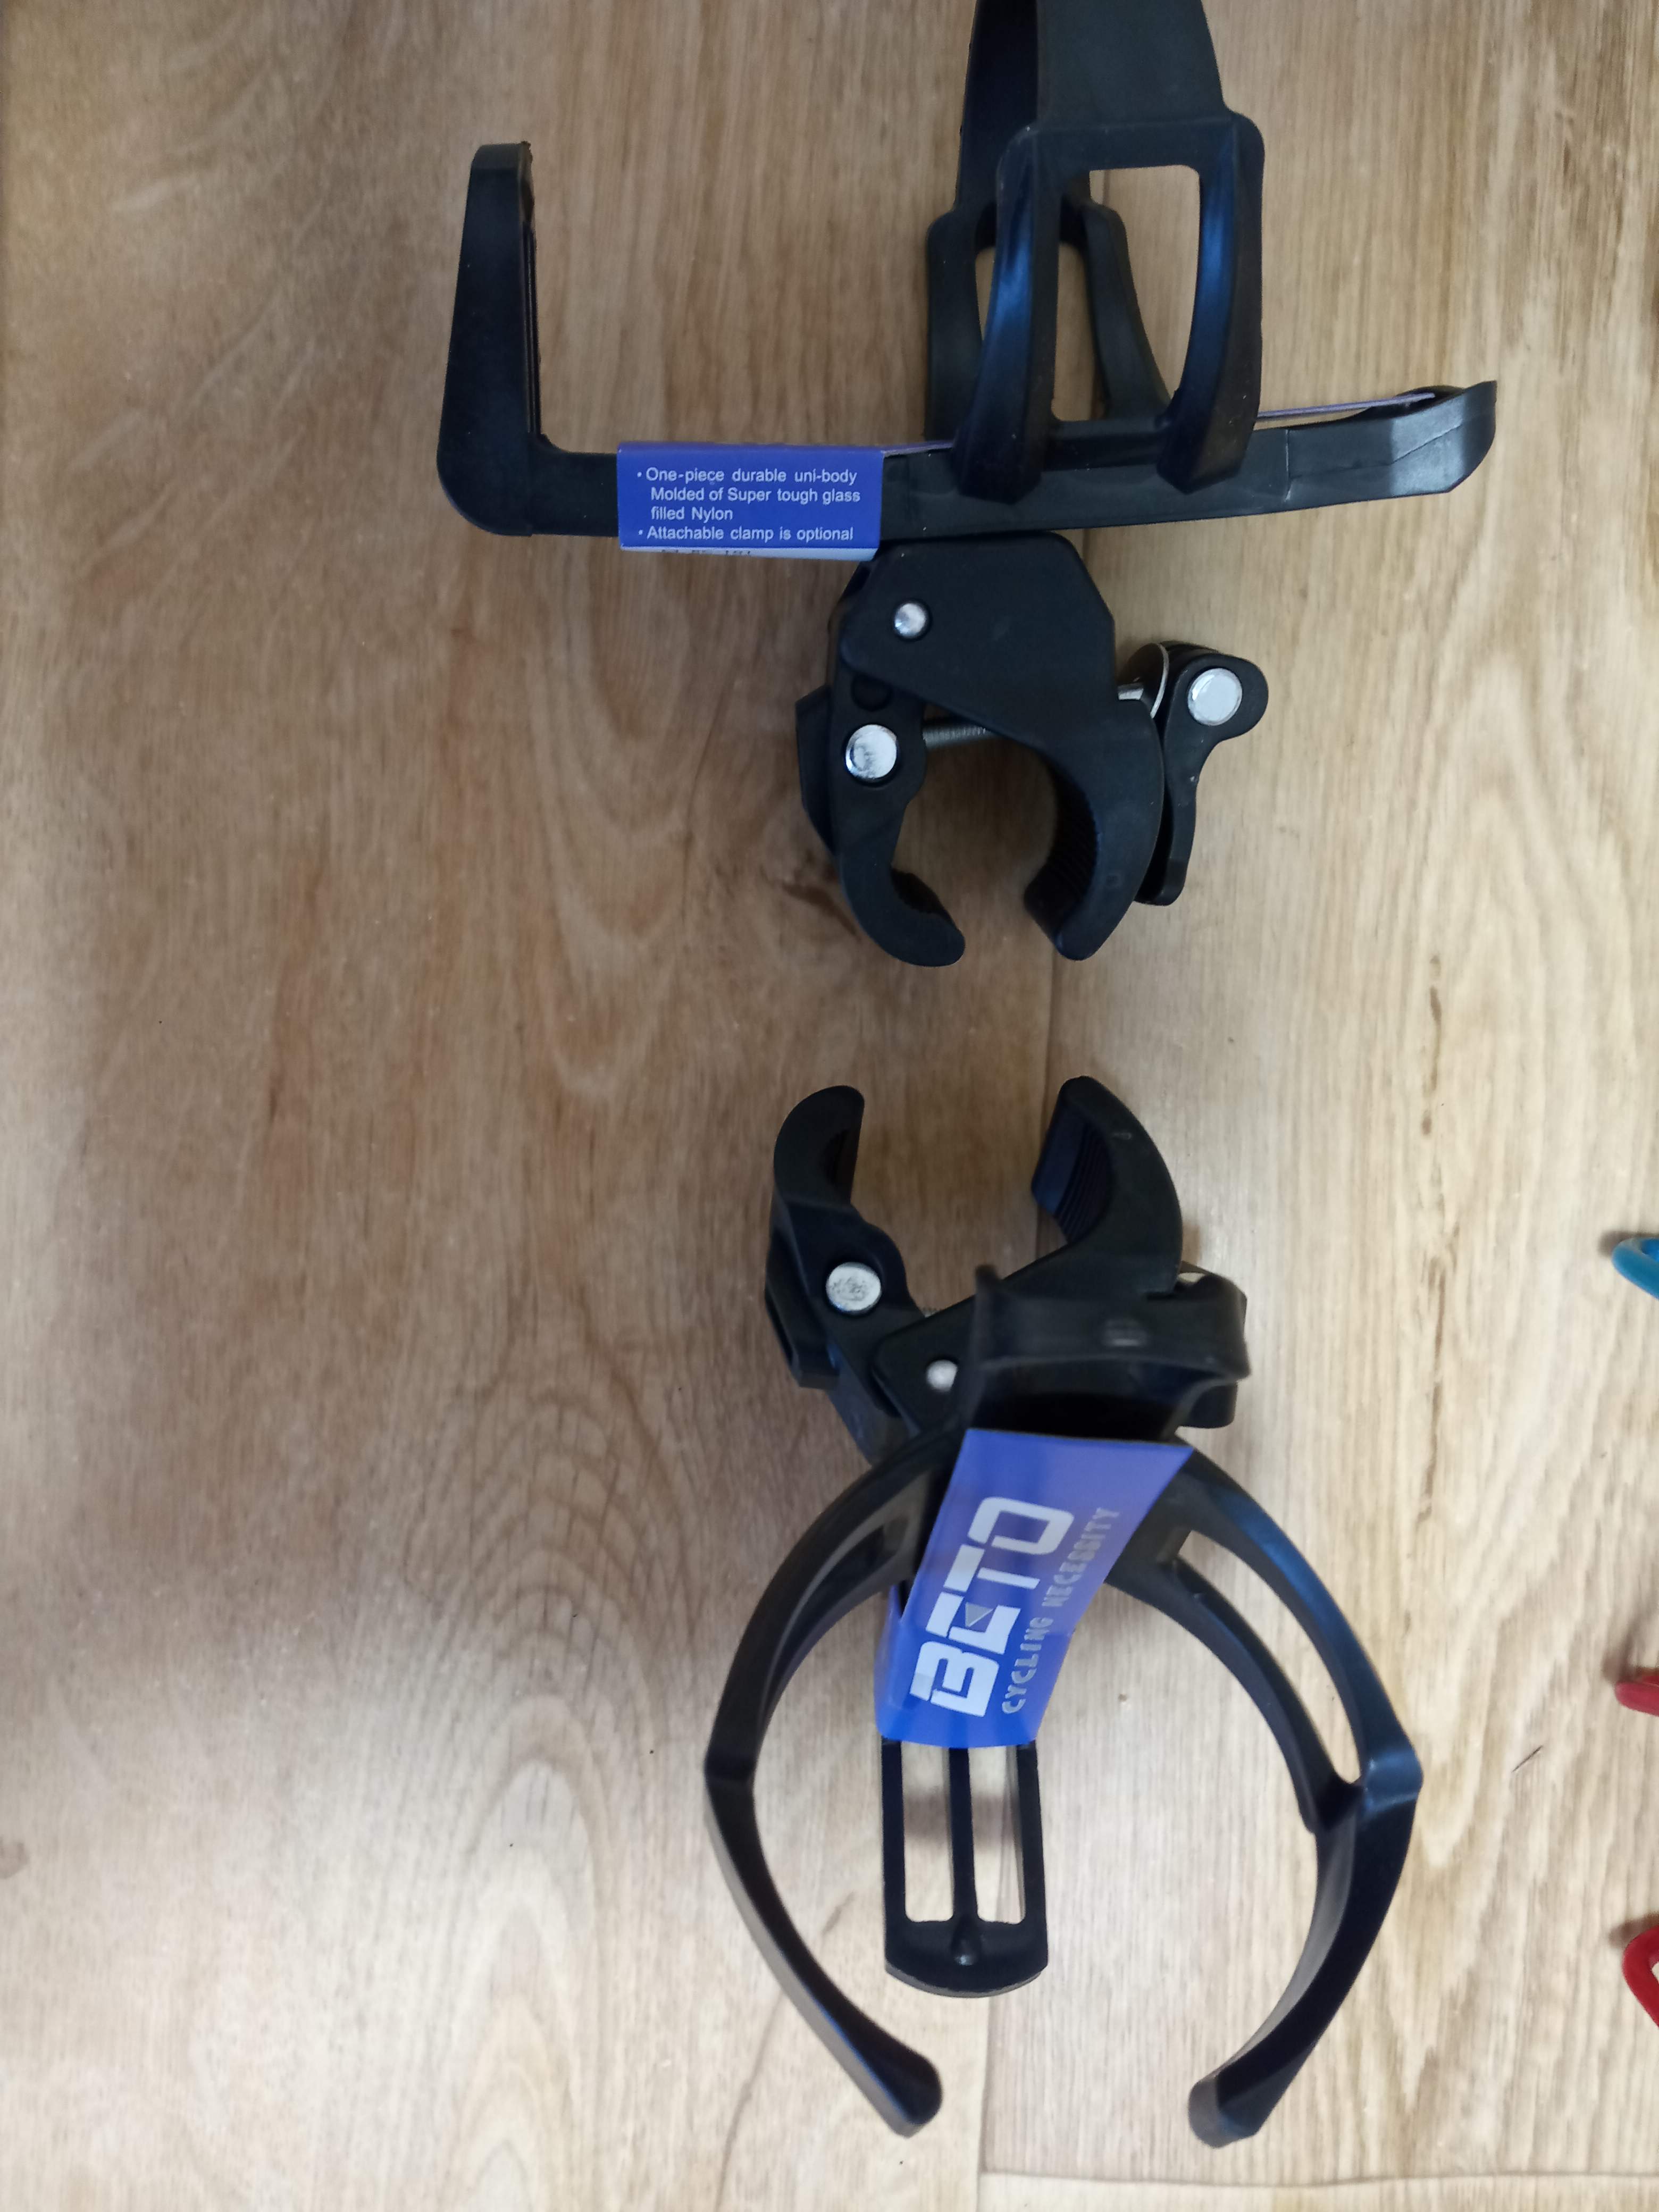 • One-piece durable uni-body
Molded of Super tough glass
filled Nylon
• Attachable clamp is optional
BETO
CYCLING NECESSITY